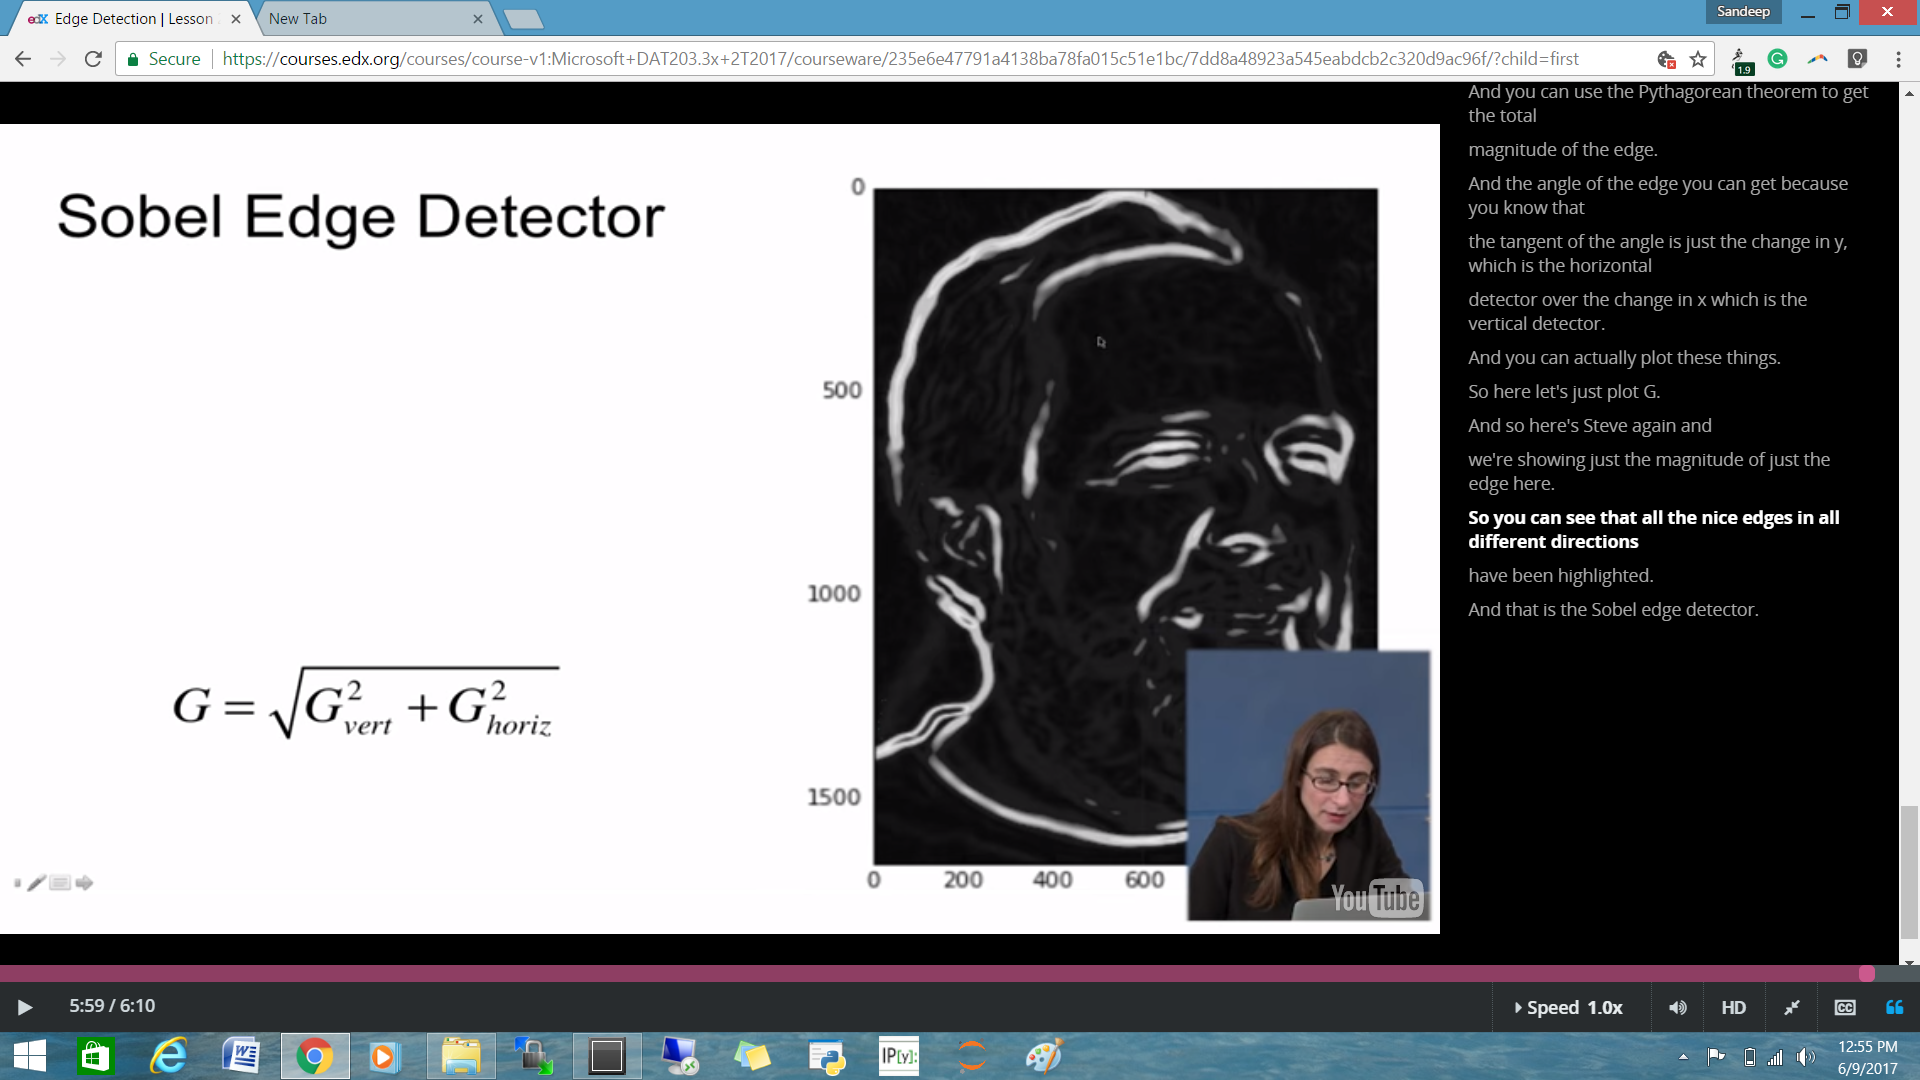 edX Edge Detection | Lesson
New Tab
Sandeep
Secure
https://courses.edx.org/courses/course-v1:Microsoft+DAT203.3x+2T2017/courseware/235e6e47791a4138ba78fa015c51e1bc/7dd8a48923a545eabdcb2c320d9ac96f/?child=first
1.9
Sobel Edge Detector
G = √G²vert + G²horiz
0
500
1000
1500
0 200 400 600
YouTube
And you can use the Pythagorean theorem to get
the total
magnitude of the edge.
And the angle of the edge you can get because
you know that
the tangent of the angle is just the change in y,
which is the horizontal
detector over the change in x which is the
vertical detector.
And you can actually plot these things.
So here let's just plot G.
And so here's Steve again and
we're showing just the magnitude of just the
edge here.
So you can see that all the nice edges in all
different directions
have been highlighted.
And that is the Sobel edge detector.
5:59 / 6:10
Speed 1.0x
HD
CC
IP[y]:
12:55 PM
6/9/2017